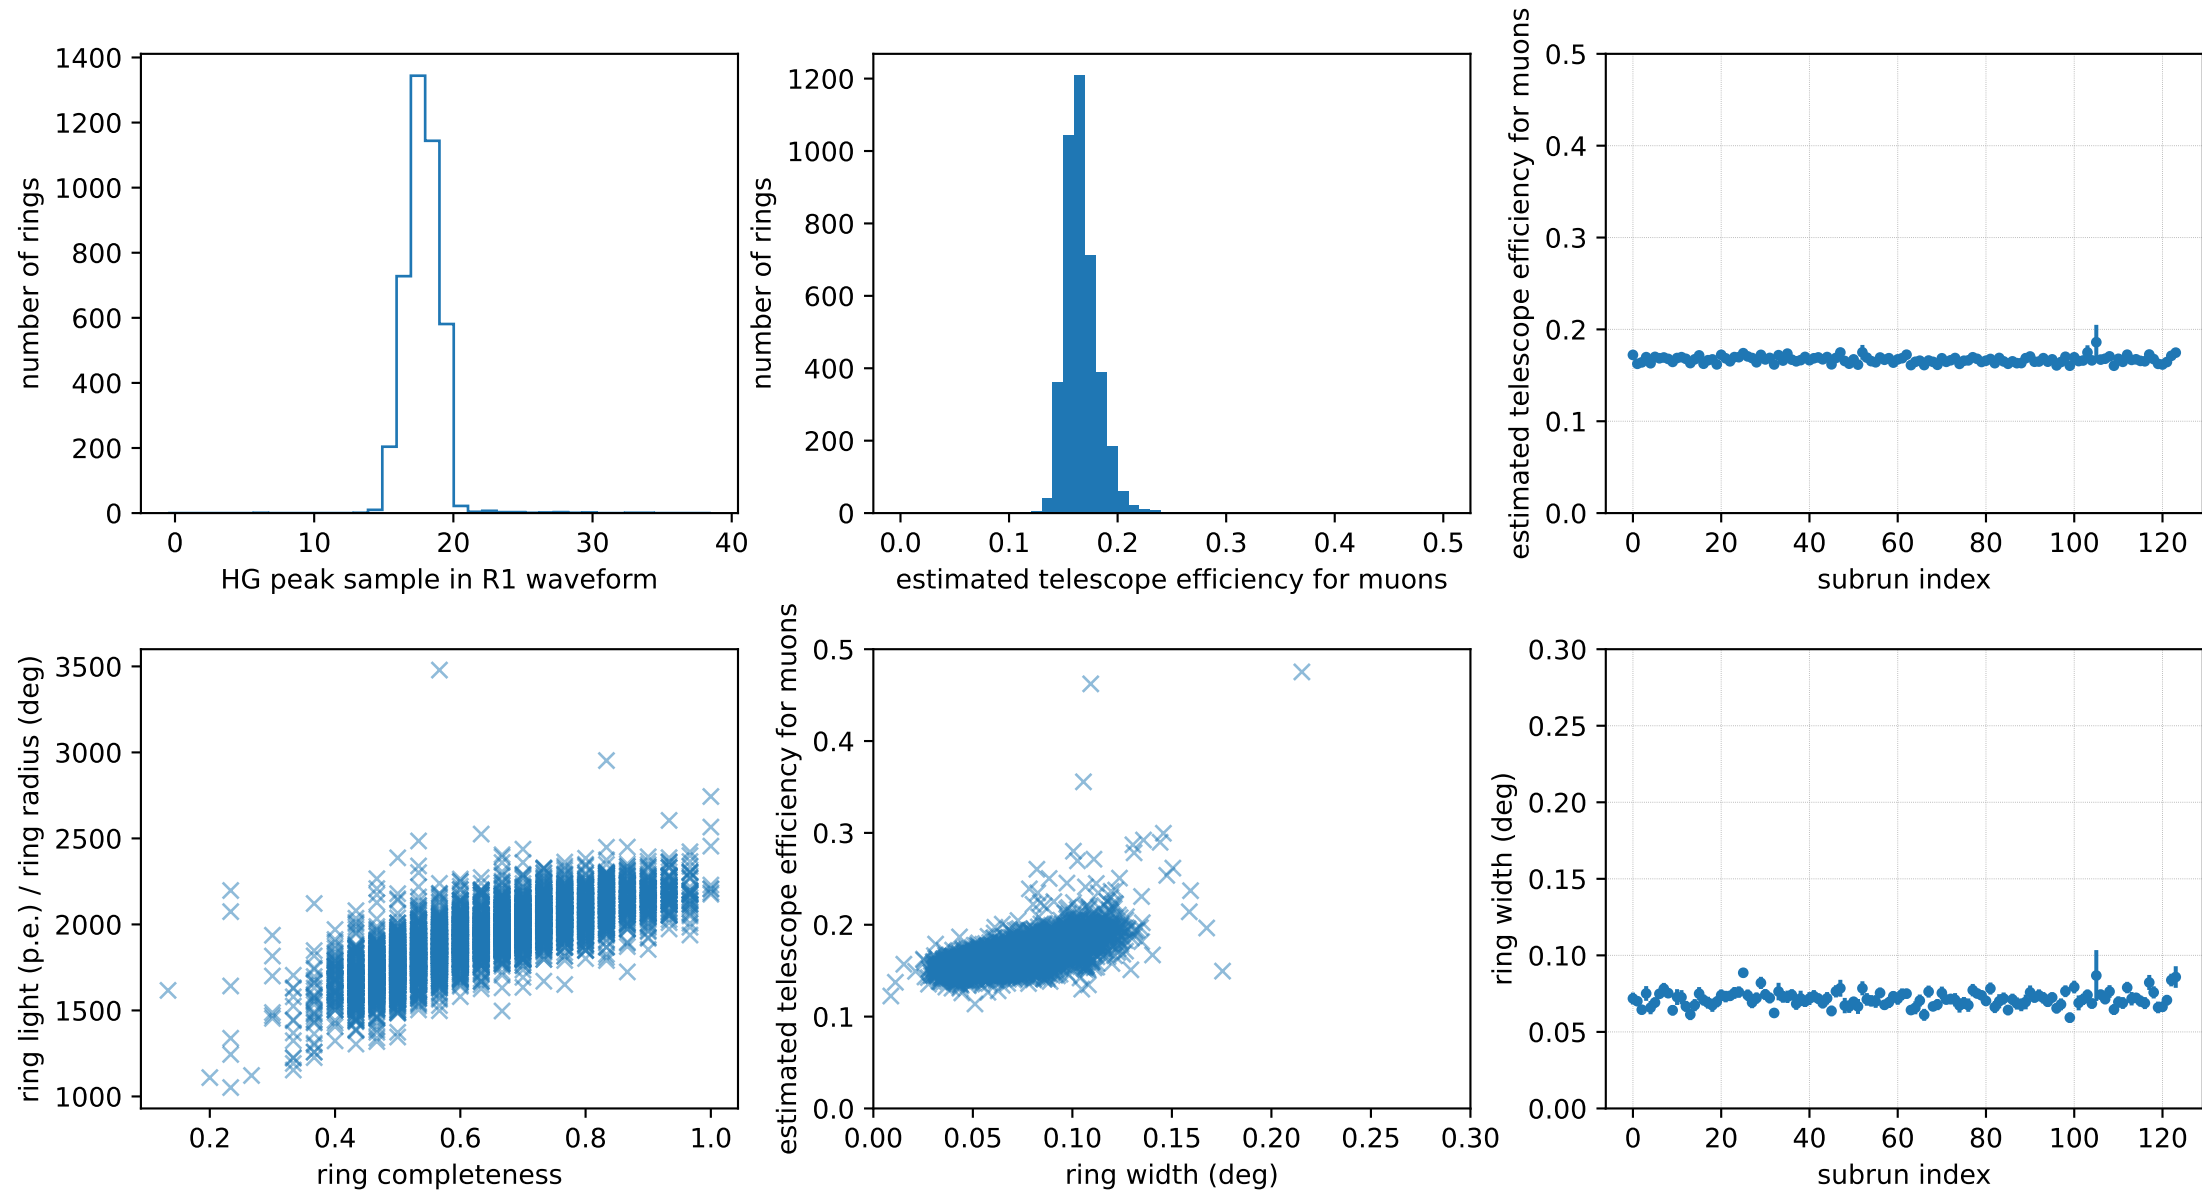 number of rings
1400
1200
1000
800
600
400
200
0
0 10 20 30 40
HG peak sample in R1 waveform
number of rings
1200
1000
800
600
400
200
0
0.0 0.1 0.2 0.3 0.4 0.5
estimated telescope efficiency for muons
estimated telescope efficiency for muons
0.5
0.4
0.3
0.2
0.1
0.0
0 20 40 60 80 100 120
subrun index
ring light (p.e.) / ring radius (deg)
3500
3000
2500
2000
1500
1000
0.2 0.4 0.6 0.8 1.0
ring completeness
estimated telescope efficiency for muons
0.5
0.4
0.3
0.2
0.1
0.0
0.00 0.05 0.10 0.15 0.20 0.25 0.30
ring width (deg)
ring width (deg)
0.30
0.25
0.20
0.15
0.10
0.05
0.00
0 20 40 60 80 100 120
subrun index